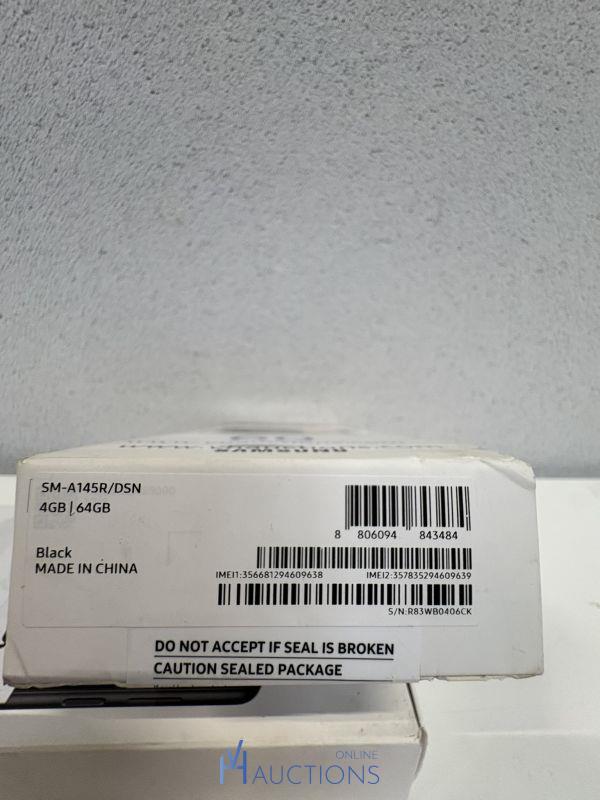 SM-A145R/DSN
4GB | 64GB
8 806094 843484
Black
MADE IN CHINA
IMEI1:356681294609638 IMEI2:357835294609639
S/N:R83WB0406CK
DO NOT ACCEPT IF SEAL IS BROKEN
CAUTION SEALED PACKAGE
V4 ONLINE
AUCTIONS